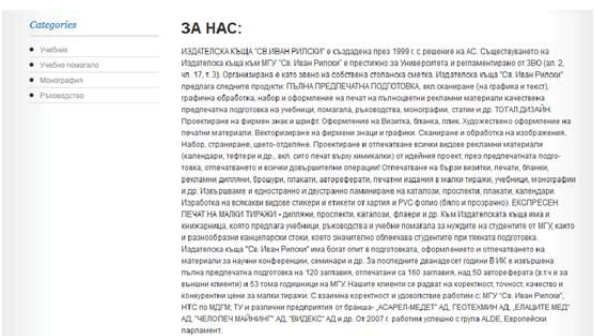 Categories
Учебник
Учебно помагало
Монография
Ръководства
ЗА НАС:
ИЗДАТЕЛСКА КЪЩА "СВ.ИВАН РИЛСКИ" е създадена през 1999 г. с решение на АС. Съществуването на
Издателска къща към МГУ "Св. Иван Рилски" е престижно за Университета и регламентирано от ЗВО (ал. 2,
чл. 17, т. 3). Организирана е като звено на собствена стопанска сметка. Издателска къща "Св. Иван Рилски"
предлага следните продукти: ПЪЛНА ПРЕДПЕЧАТНА ПОДГОТОВКА, вкл.сканиране (на графика и текст),
графична обработка, набор и оформление на печат на пълноцветни рекламни материали качествена
предпечатна подготовка на учебници, помагала, ръководства, монографии, статии и др. ТОТАЛ ДИЗАЙН.
Проектиране на фирмен знак и шрифт. Оформление на Визитка, бланка, плик. Художествено оформление на
печатни материали. Векторизиране на фирмени знаци и графики. Сканиране и обработка на изображения.
Набор, страниране, цвето-отделяне. Проектиране и отпечатване всички видове рекламни материали
(календари, тефтери и др., вкл. сито печат върху химикалки) от идейния проект, през предпечатната подго-
товка, отпечатването и всички довършителни операции! Отпечатване на бързи визитки, печати, бланки,
рекламни дипляни, брошури, плакати, автореферати, печатни издания в малки тиражи, учебници, монографии
и др. Извършваме и едностранно и двустранно ламиниране на каталози, проспекти, плакати, календари.
Изработка на всякакви видове стикери и етикети от хартия и PVC фолио (бяло и прозрачно). ЕКСПРЕСЕН
ПЕЧАТ НА МАЛКИ ТИРАЖИ - дипляни, проспекти, каталози, флаери и др. Към Издателската къща има и
книжарница, която предлага учебници, ръководства и учебни помагала за нуждите на студентите от МГУ, както
и разнообразни канцеларски стоки, което значително облекчава студентите при тяхната подготовка.
Издателска къща "Св. Иван Рилски" има богат опит в подготовката, оформлението и отпечатването на
материали за научни конференции, семинари и др. За последните дванадесет години В ИК е извършена
пълна предпечатна подготовка на 120 заглавия, отпечатани са 160 заглавия, над 50 автореферата (в т.ч и за
външни клиенти) и 53 тома годишници на МГУ. Нашите клиенти се радват на коректност, точност, качество и
конкурентни цени за малки тиражи. С взаимна коректност и удоволствие работим с: МГУ "Св. Иван Рилски",
НТС по МДГМ; ТУ и различни предприятия от бранша- „АСАРЕЛ-МЕДЕТ" АД, ГЕОТЕХМИН АД, „ЕЛАЦИТЕ МЕД"
АД, "ЧЕЛОПЕЧ МАЙНИНГ" АД, "ВИДЕКС" АД и др. От 2007 г. работим успешно с група ALDE, Европейски
парламент.